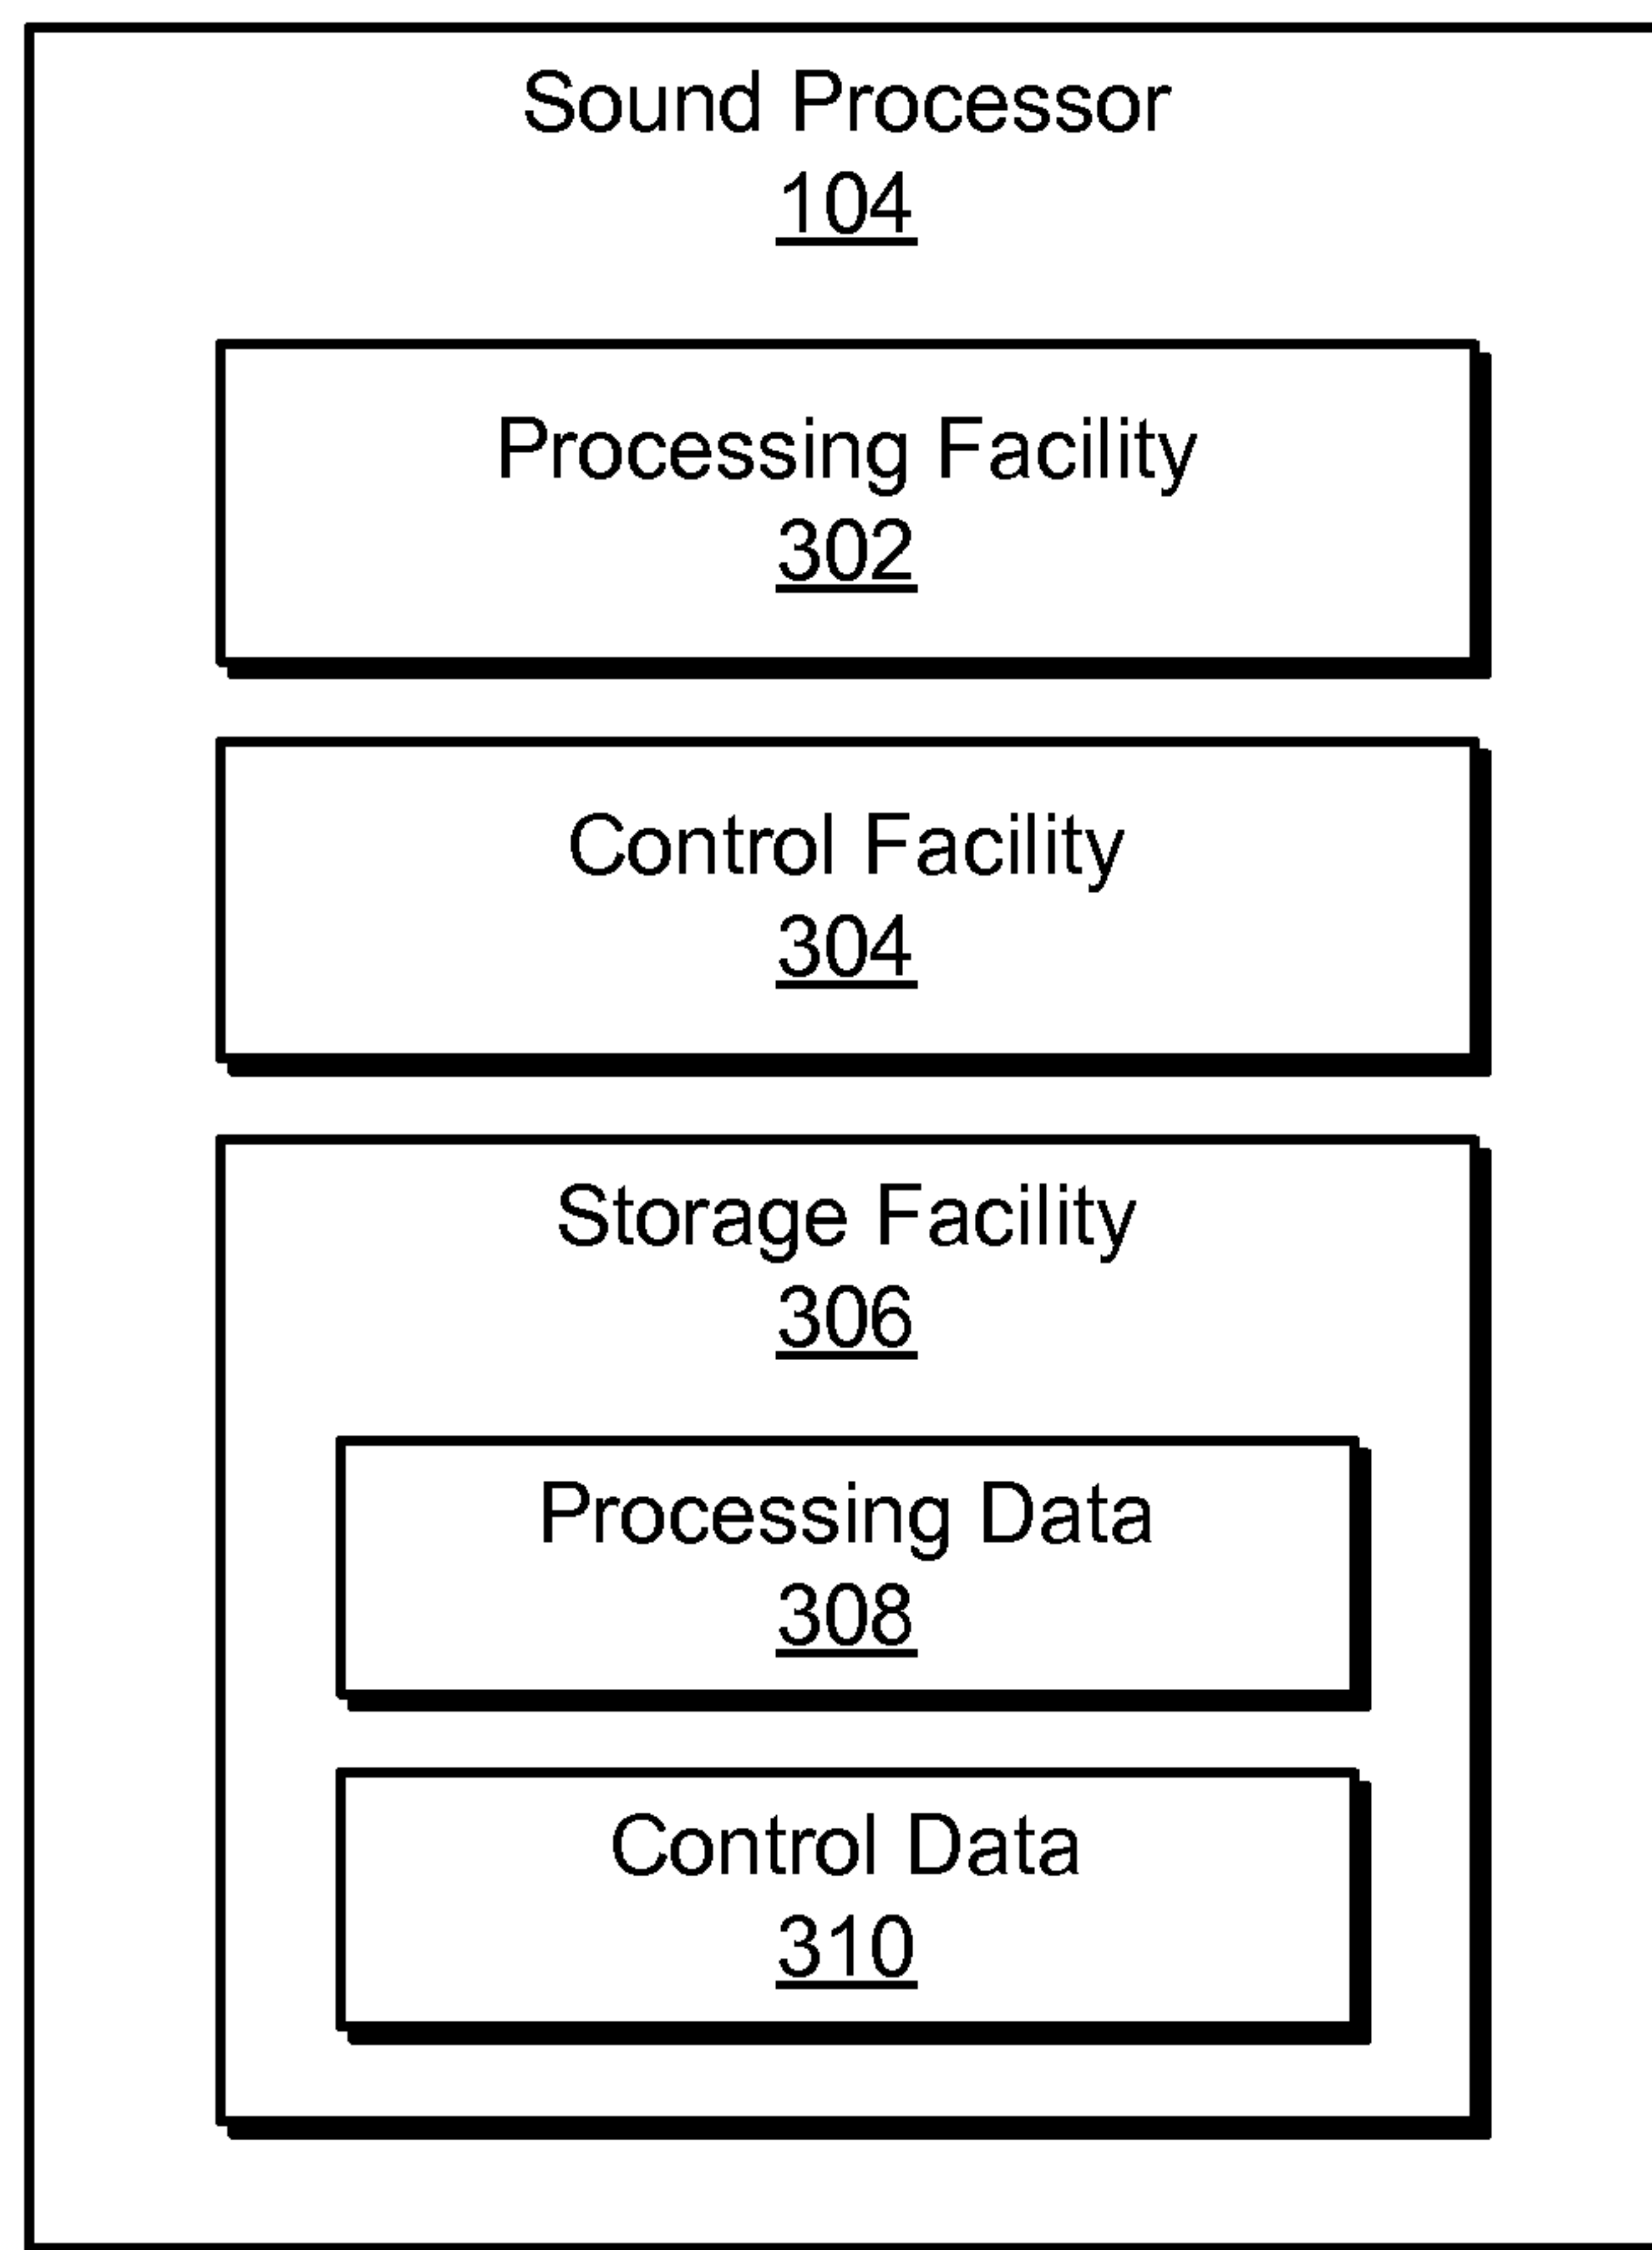 Sound Processor
104
Processing Facility
302
Control Facility
304
Storage Facility
306
Processing Data
308
Control Data
310